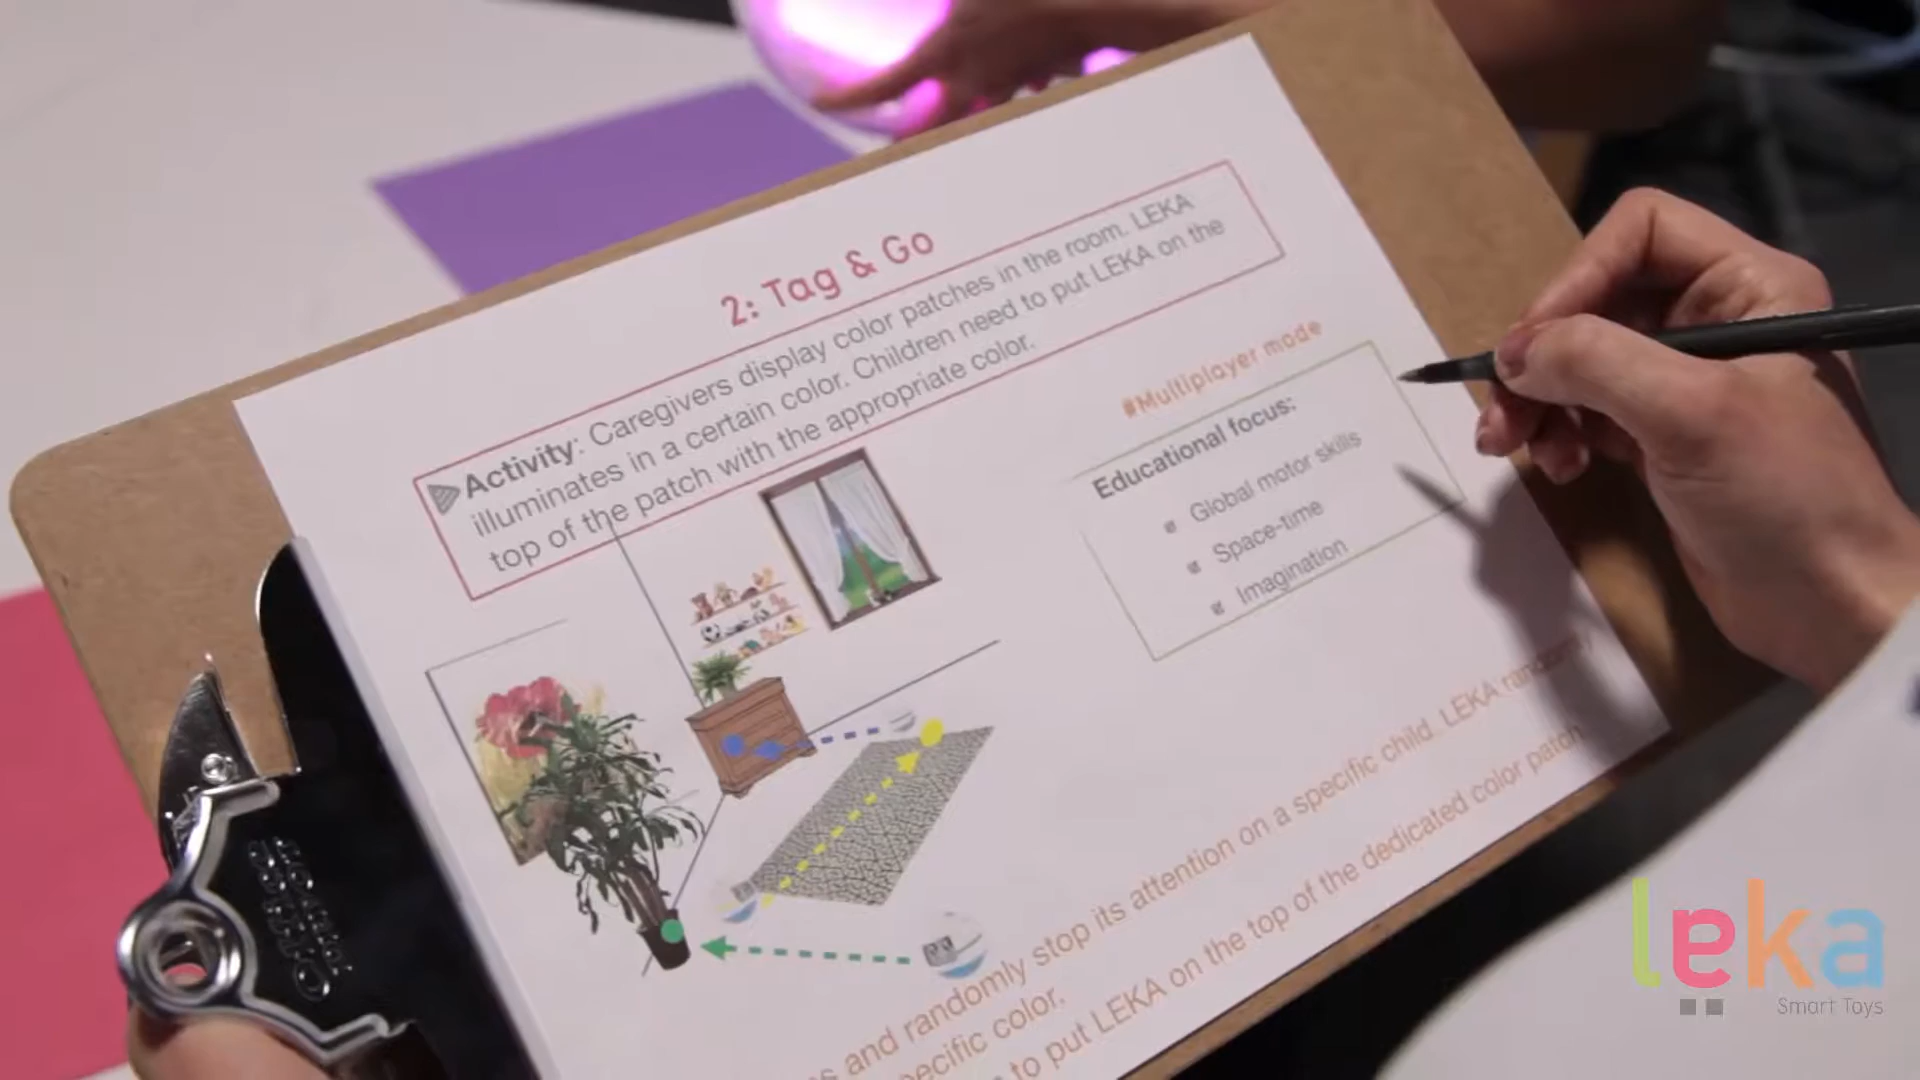 2: Tag & Go
Activity: Caregivers display color patches in the room. LEKA
illuminates in a certain color. Children need to put LEKA on the
top of the patch with the appropriate color.
#Multiplayer mode
Educational focus:
Global motor skills
Space-time
Imagination
and randomly stop its attention on a specific child. LEKA randomly
color.
to put LEKA on the top of the dedicated color patch
leka
Smart Toys